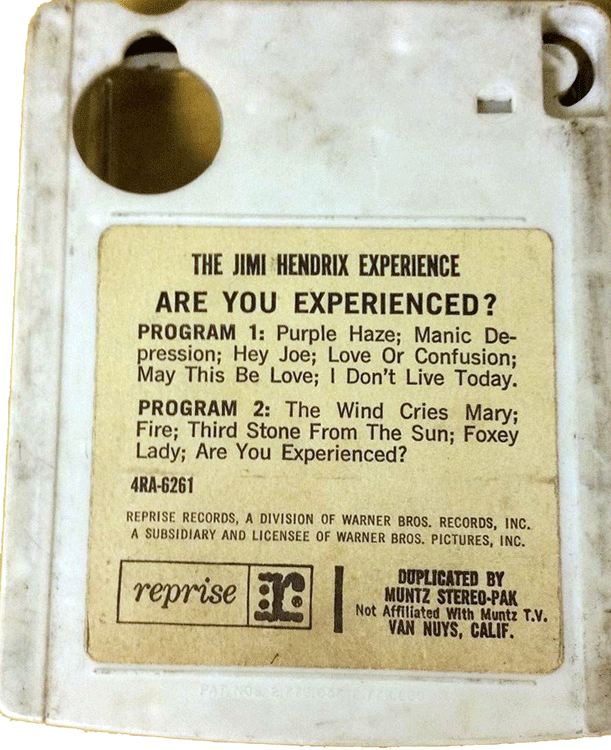 THE JIMI HENDRIX EXPERIENCE
ARE YOU EXPERIENCED?
PROGRAM 1: Purple Haze; Manic De-
pression; Hey Joe; Love Or Confusion;
May This Be Love; I Don't Live Today.
PROGRAM 2: The Wind Cries Mary;
Fire; Third Stone From The Sun; Foxey
Lady; Are You Experienced?
4RA-6261
REPRISE RECORDS, A DIVISION OF WARNER BROS. RECORDS, INC.
A SUBSIDIARY AND LICENSEE OF WARNER BROS. PICTURES, INC.
reprise r:
DUPLICATED BY
MUNTZ STEREO-PAK
Not Affiliated With Muntz T.V.
VAN NUYS, CALIF.
PAT. NOS.